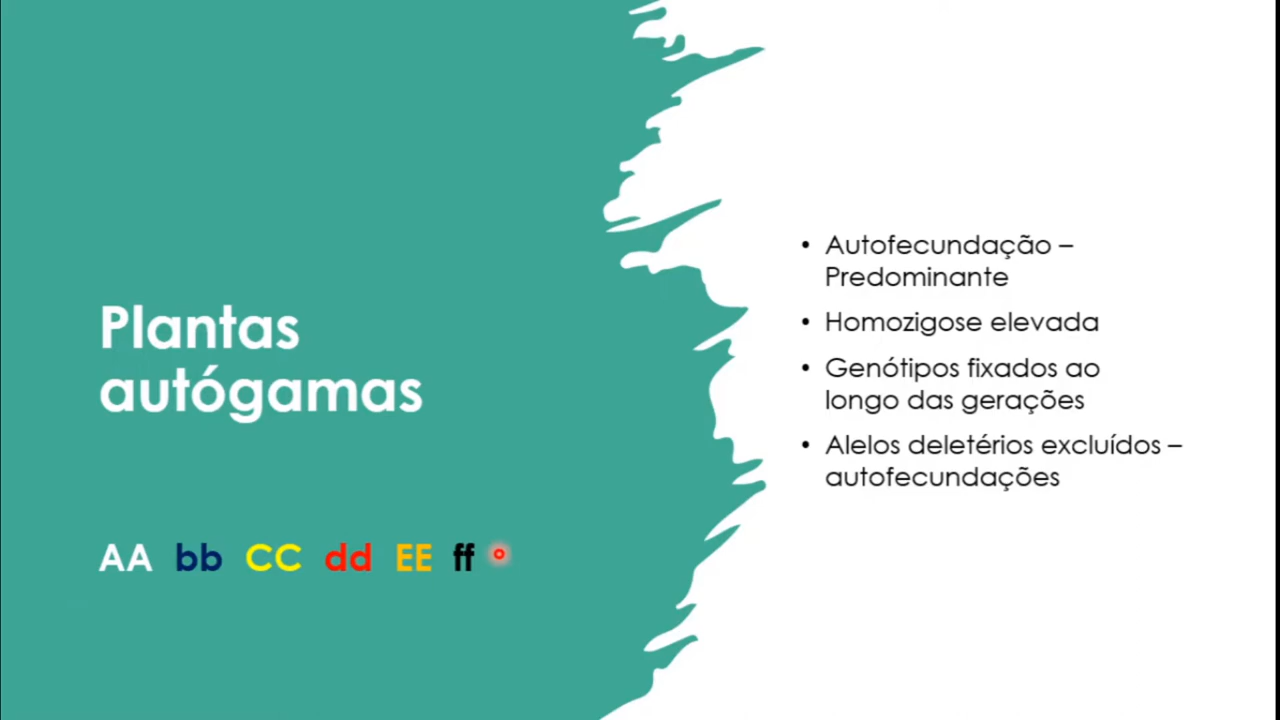 Plantas
autógamas
AA bb CC dd EE ff
• Autofecundação –
Predominante
• Homozigose elevada
• Genótipos fixados ao
longo das gerações
• Alelos deletérios excluídos –
autofecundações